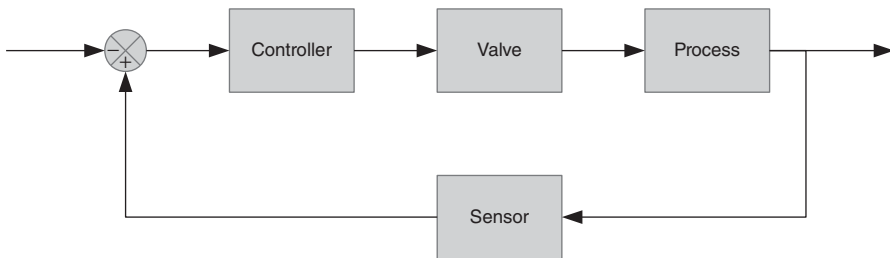 −
+
Controller
Valve
Process
Sensor